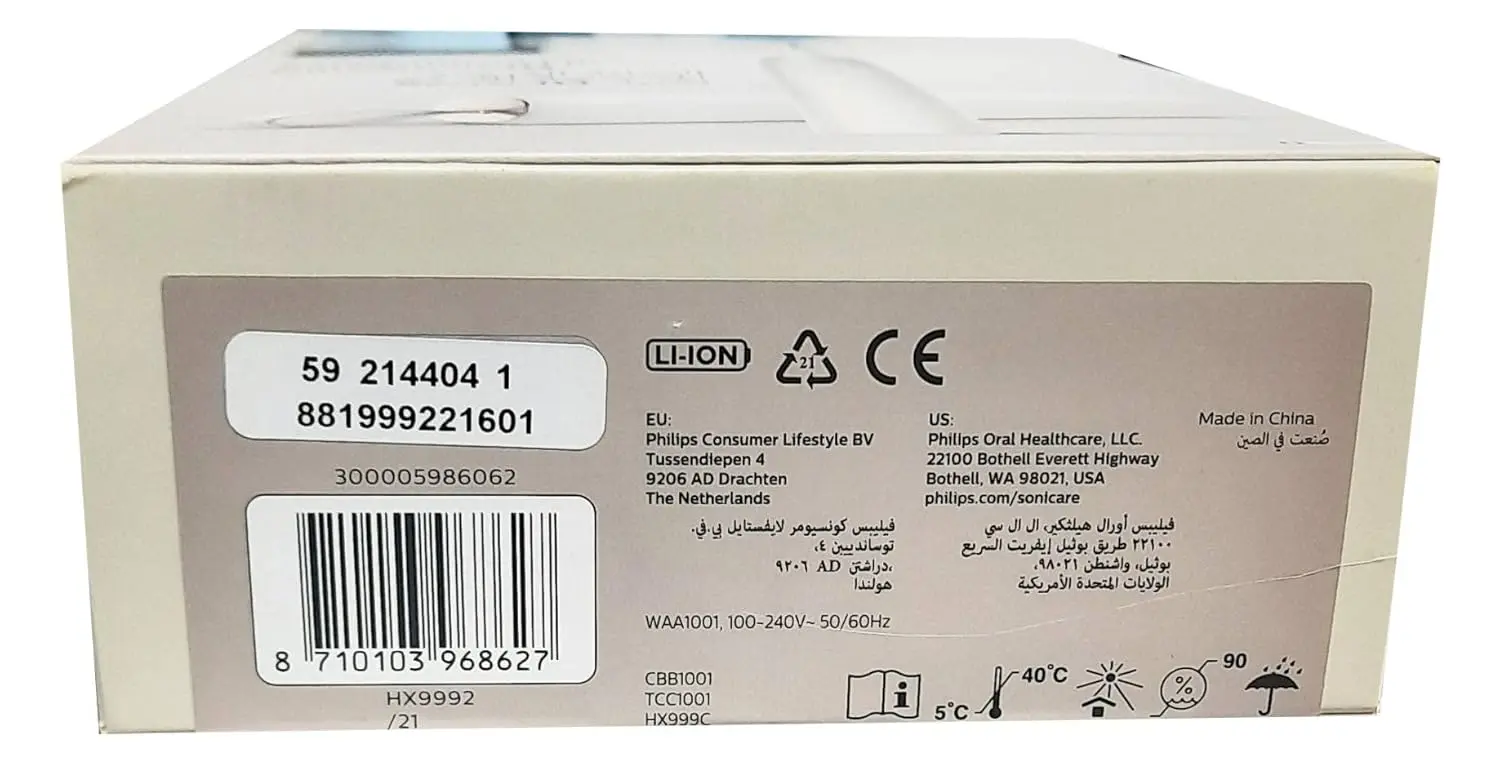 59 214404 1
881999221601
300005986062
8 710103 968627
HX9992
/21
LI-ION
21
CE
EU:
Philips Consumer Lifestyle BV
Tussendiepen 4
9206 AD Drachten
The Netherlands
فيليبس كونسيومر لايفستايل بي.في.
توسانديبين ٤،
دراشتن AD ٩٢٠٦،
هولندا
US:
Philips Oral Healthcare, LLC.
22100 Bothell Everett Highway
Bothell, WA 98021, USA
philips.com/sonicare
فيليبس أورال هيلثكير، ال ال سي
٢٢١٠٠ طريق بوثيل إيفريت السريع
بوثيل، واشنطن ٩٨٠٢١،
الولايات المتحدة الأمريكية
Made in China
صُنعت في الصين
WAA1001, 100-240V~ 50/60Hz
CBB1001
TCC1001
HX999C
i
5°C
40°C
%
90